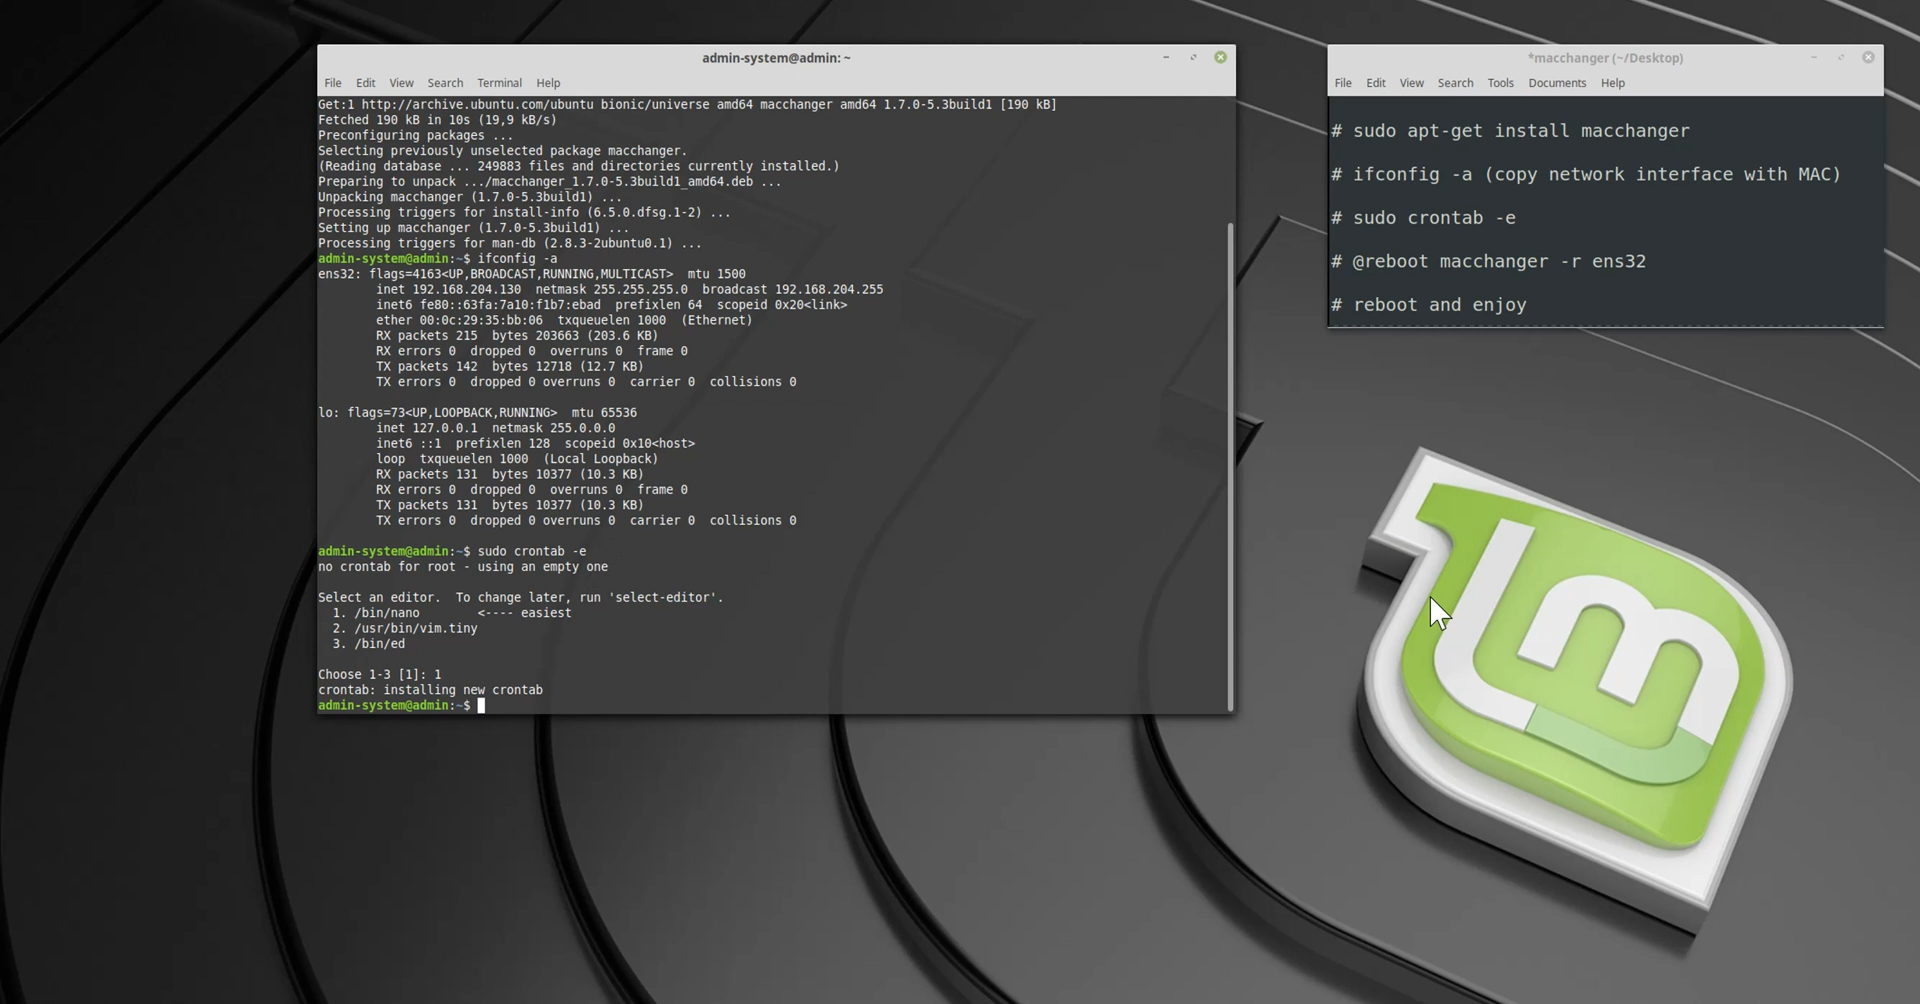 admin-system@admin: ~
File Edit View Search Terminal Help
Get:1 http://archive.ubuntu.com/ubuntu bionic/universe amd64 macchanger amd64 1.7.0-5.3build1 [190 kB]
Fetched 190 kB in 10s (19,9 kB/s)
Preconfiguring packages ...
Selecting previously unselected package macchanger.
(Reading database ... 249883 files and directories currently installed.)
Preparing to unpack .../macchanger_1.7.0-5.3build1_amd64.deb ...
Unpacking macchanger (1.7.0-5.3build1) ...
Processing triggers for install-info (6.5.0.dfsg.1-2) ...
Setting up macchanger (1.7.0-5.3build1) ...
Processing triggers for man-db (2.8.3-2ubuntu0.1) ...
admin-system@admin:~$ ifconfig -a
ens32: flags=4163<UP,BROADCAST,RUNNING,MULTICAST>  mtu 1500
inet 192.168.204.130  netmask 255.255.255.0  broadcast 192.168.204.255
inet6 fe80::63fa:7a10:f1b7:ebad  prefixlen 64  scopeid 0x20<link>
ether 00:0c:29:35:bb:06  txqueuelen 1000  (Ethernet)
RX packets 215  bytes 203663 (203.6 KB)
RX errors 0  dropped 0  overruns 0  frame 0
TX packets 142  bytes 12718 (12.7 KB)
TX errors 0  dropped 0 overruns 0  carrier 0  collisions 0
lo: flags=73<UP,LOOPBACK,RUNNING>  mtu 65536
inet 127.0.0.1  netmask 255.0.0.0
inet6 ::1  prefixlen 128  scopeid 0x10<host>
loop  txqueuelen 1000  (Local Loopback)
RX packets 131  bytes 10377 (10.3 KB)
RX errors 0  dropped 0  overruns 0  frame 0
TX packets 131  bytes 10377 (10.3 KB)
TX errors 0  dropped 0 overruns 0  carrier 0  collisions 0
admin-system@admin:~$ sudo crontab -e
no crontab for root - using an empty one
Select an editor.  To change later, run 'select-editor'.
1. /bin/nano        <---- easiest
2. /usr/bin/vim.tiny
3. /bin/ed
Choose 1-3 [1]: 1
crontab: installing new crontab
admin-system@admin:~$
*macchanger (~/Desktop)
File Edit View Search Tools Documents Help
# sudo apt-get install macchanger
# ifconfig -a (copy network interface with MAC)
# sudo crontab -e
# @reboot macchanger -r ens32
# reboot and enjoy